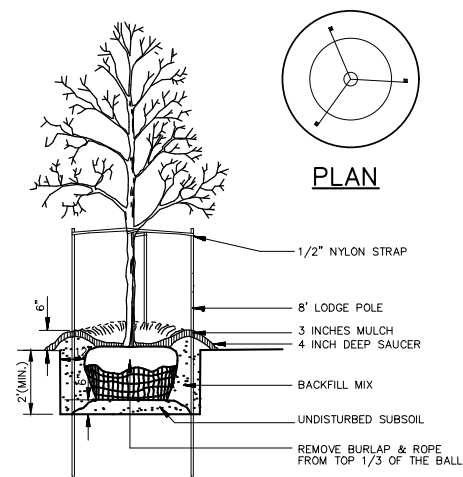 PLAN
1/2" NYLON STRAP
8' LODGE POLE
3 INCHES MULCH
4 INCH DEEP SAUCER
BACKFILL MIX
UNDISTURBED SUBSOIL
REMOVE BURLAP & ROPE
FROM TOP 1/3 OF THE BALL
6"
2'(MIN.)
6"